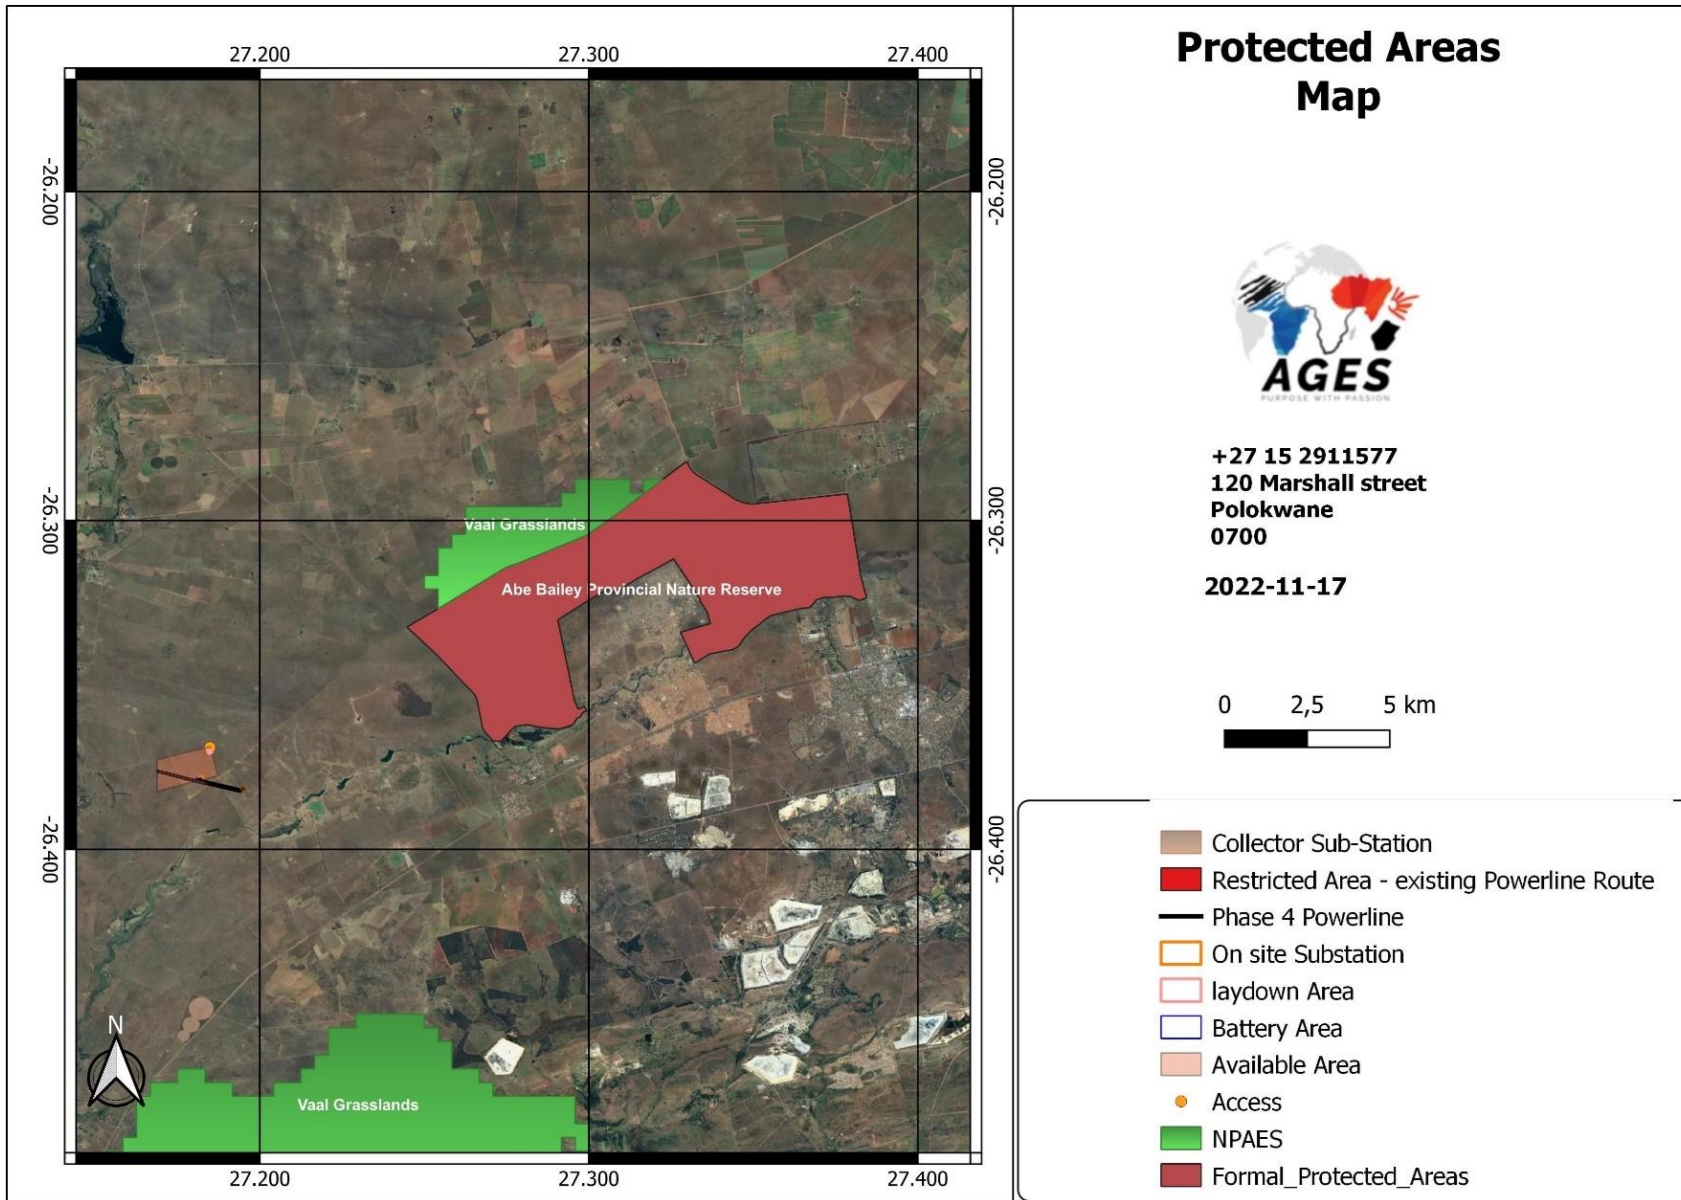 27.200 27.300 27.400
-26.200 -26.200
-26.300 -26.300
-26.400 -26.400
Vaal Grasslands
Abe Bailey Provincial Nature Reserve
Vaal Grasslands
N
27.200 27.300 27.400
Protected Areas
Map
AGES
PURPOSE WITH PASSION
+27 15 2911577
120 Marshall street
Polokwane
0700
2022-11-17
0 2,5 5 km
Collector Sub-Station
Restricted Area - existing Powerline Route
Phase 4 Powerline
On site Substation
laydown Area
Battery Area
Available Area
Access
NPAES
Formal_Protected_Areas